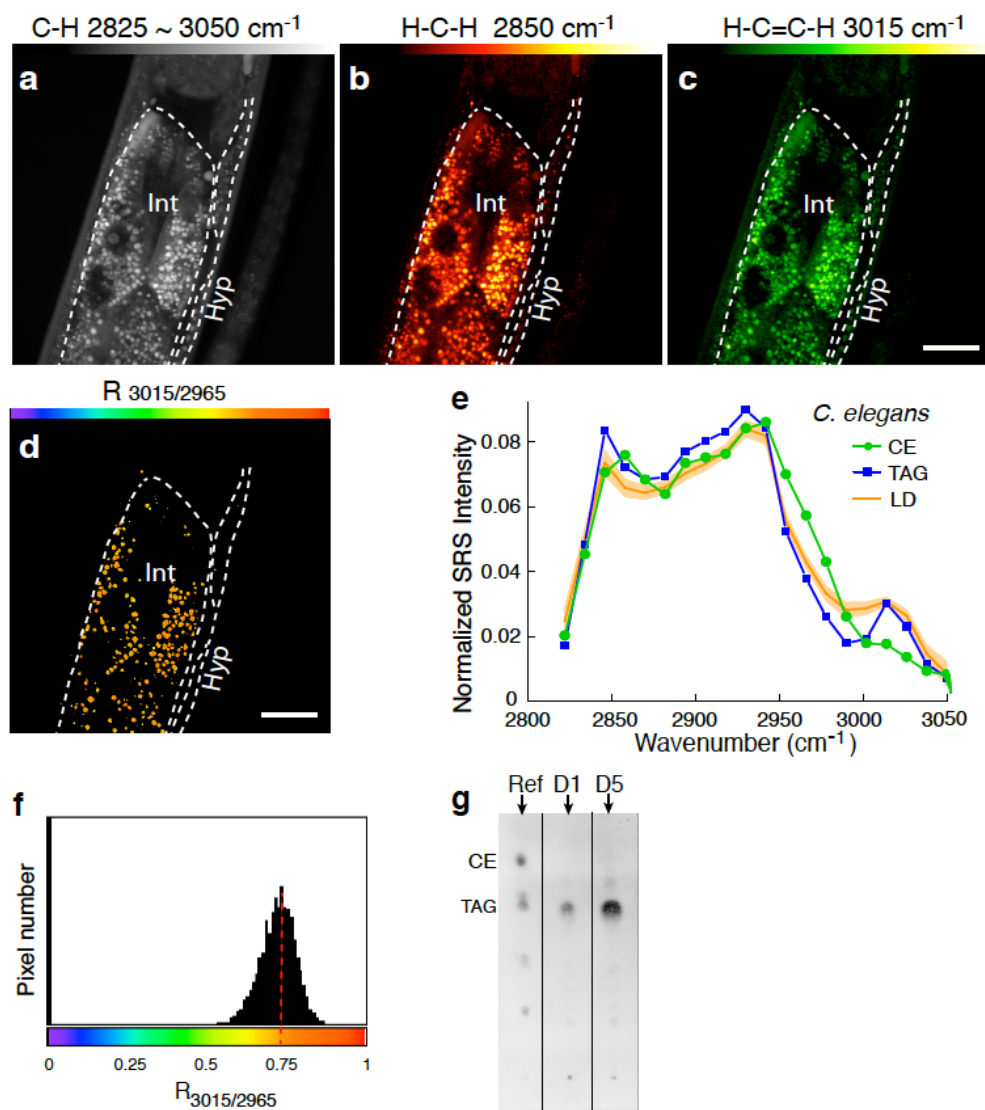 C-H 2825 ~ 3050 cm-1
H-C-H 2850 cm-1
H-C=C-H 3015 cm-1
a
Int
Hyp
b
Int
Hyp
c
Int
Hyp
R 3015/2965
d
Int
Hyp
e
C. elegans
CE
TAG
LD
Normalized SRS Intensity
0.08
0.06
0.04
0.02
0
2800 2850 2900 2950 3000 3050
Wavenumber (cm-1)
f
Pixel number
0 0.25 0.5 0.75 1
R3015/2965
g
Ref D1 D5
CE
TAG